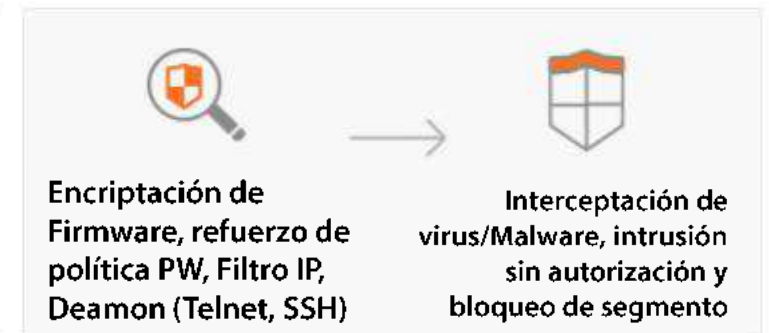 Encriptación de
Firmware, refuerzo de
política PW, Filtro IP,
Deamon (Telnet, SSH)
Interceptación de
virus/Malware, intrusión
sin autorización y
bloqueo de segmento